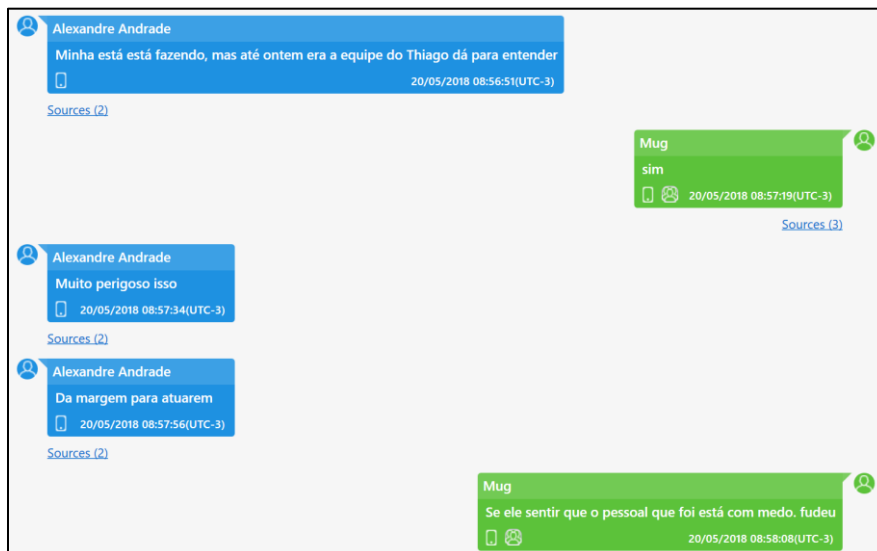 Alexandre Andrade
Minha está está fazendo, mas até ontem era a equipe do Thiago dá para entender
20/05/2018 08:56:51(UTC-3)
Sources (2)
Mug
sim
20/05/2018 08:57:19(UTC-3)
Sources (3)
Alexandre Andrade
Muito perigoso isso
20/05/2018 08:57:34(UTC-3)
Sources (2)
Alexandre Andrade
Da margem para atuarem
20/05/2018 08:57:56(UTC-3)
Sources (2)
Mug
Se ele sentir que o pessoal que foi está com medo. fudeu
20/05/2018 08:58:08(UTC-3)